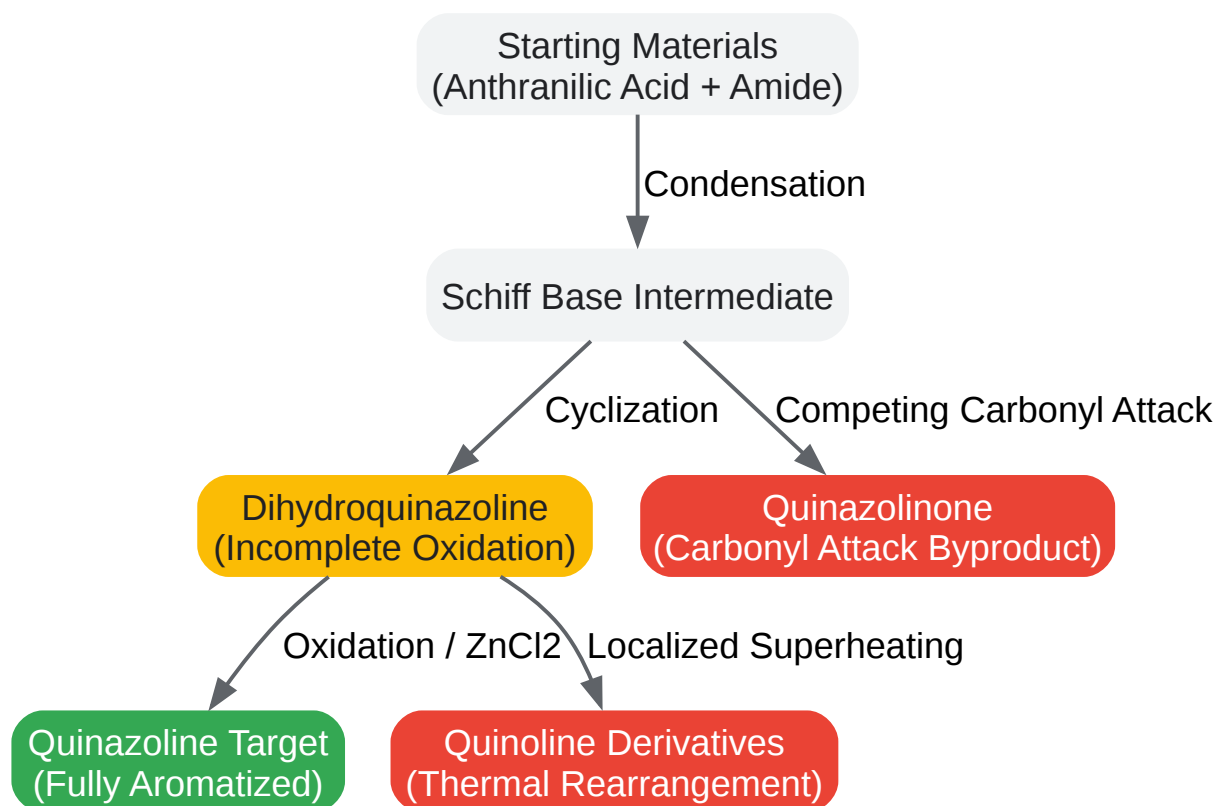 Starting Materials
(Anthranilic Acid + Amide)
Condensation
Schiff Base Intermediate
Cyclization
Competing Carbonyl Attack
Dihydroquinazoline
(Incomplete Oxidation)
Quinazolinone
(Carbonyl Attack Byproduct)
Oxidation / ZnCl2
Localized Superheating
Quinazoline Target
(Fully Aromatized)
Quinoline Derivatives
(Thermal Rearrangement)